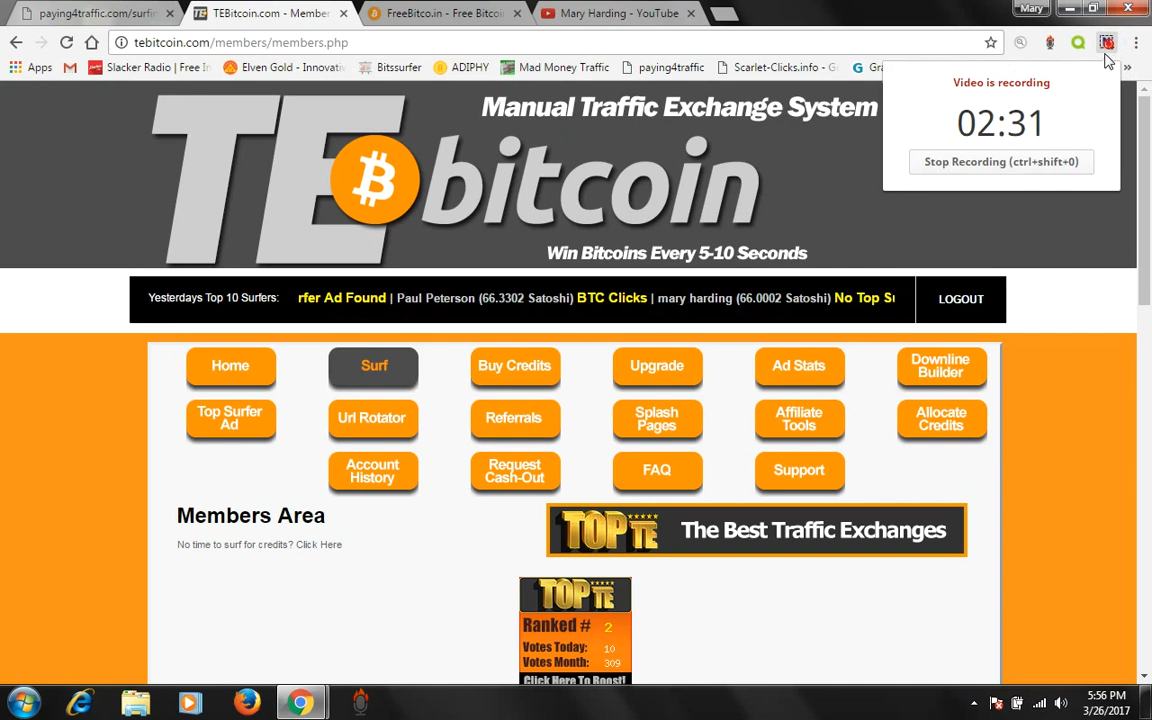 paying4traffic.com/surfin
TEBitcoin.com - Member
FreeBitco.in - Free Bitcoin
Mary Harding - YouTube
Mary
tebitcoin.com/members/members.php
Apps
Slacker Radio | Free In
Elven Gold - Innovativ
Bitssurfer
ADIPHY
Mad Money Traffic
paying4traffic
Scarlet-Clicks.info - G
Gr
»
Video is recording
02:31
Stop Recording (ctrl+shift+0)
Manual Traffic Exchange System
TE bitcoin
Win Bitcoins Every 5-10 Seconds
Yesterdays Top 10 Surfers: rfer Ad Found | Paul Peterson (66.3302 Satoshi) BTC Clicks | mary harding (66.0002 Satoshi) No Top Su
LOGOUT
Home
Surf
Buy Credits
Upgrade
Ad Stats
Downline
Builder
Top Surfer
Ad
Url Rotator
Referrals
Splash
Pages
Affiliate
Tools
Allocate
Credits
Account
History
Request
Cash-Out
FAQ
Support
Members Area
No time to surf for credits? Click Here
TOPTE
The Best Traffic Exchanges
TOPTE
Ranked # 2
Votes Today: 10
Votes Month: 309
Click Here To Boost!
5:56 PM
3/26/2017